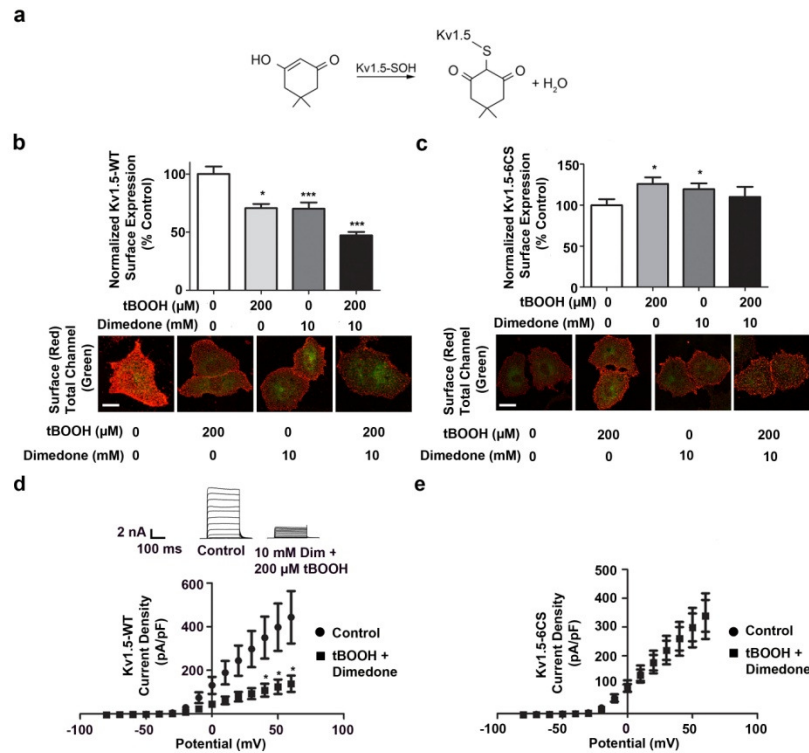 a
HO
O
Kv1.5-SOH
Kv1.5
S
O
O
+ H₂O
b
Normalized Kv1.5-WT
Surface Expression
(% Control)
100
50
0
*
***
***
tBOOH (µM) 0 200 0 200
Dimedone (mM) 0 0 10 10
Surface (Red)
Total Channel
(Green)
tBOOH (µM) 0 200 0 200
Dimedone (mM) 0 0 10 10
c
Normalized Kv1.5-6CS
Surface Expression
(% Control)
150
100
50
0
*
*
tBOOH (µM) 0 200 0 200
Dimedone (mM) 0 0 10 10
Surface (Red)
Total Channel
(Green)
tBOOH (µM) 0 200 0 200
Dimedone (mM) 0 0 10 10
d
2 nA
100 ms
Control
10 mM Dim +
200 µM tBOOH
Kv1.5-WT
Current Density
(pA/pF)
600
400
200
* * *
Control
tBOOH +
Dimedone
-100 -50 0 50 100
Potential (mV)
e
Kv1.5-6CS
Current Density
(pA/pF)
500
400
300
200
100
Control
tBOOH +
Dimedone
-100 -50 0 50 100
Potential (mV)